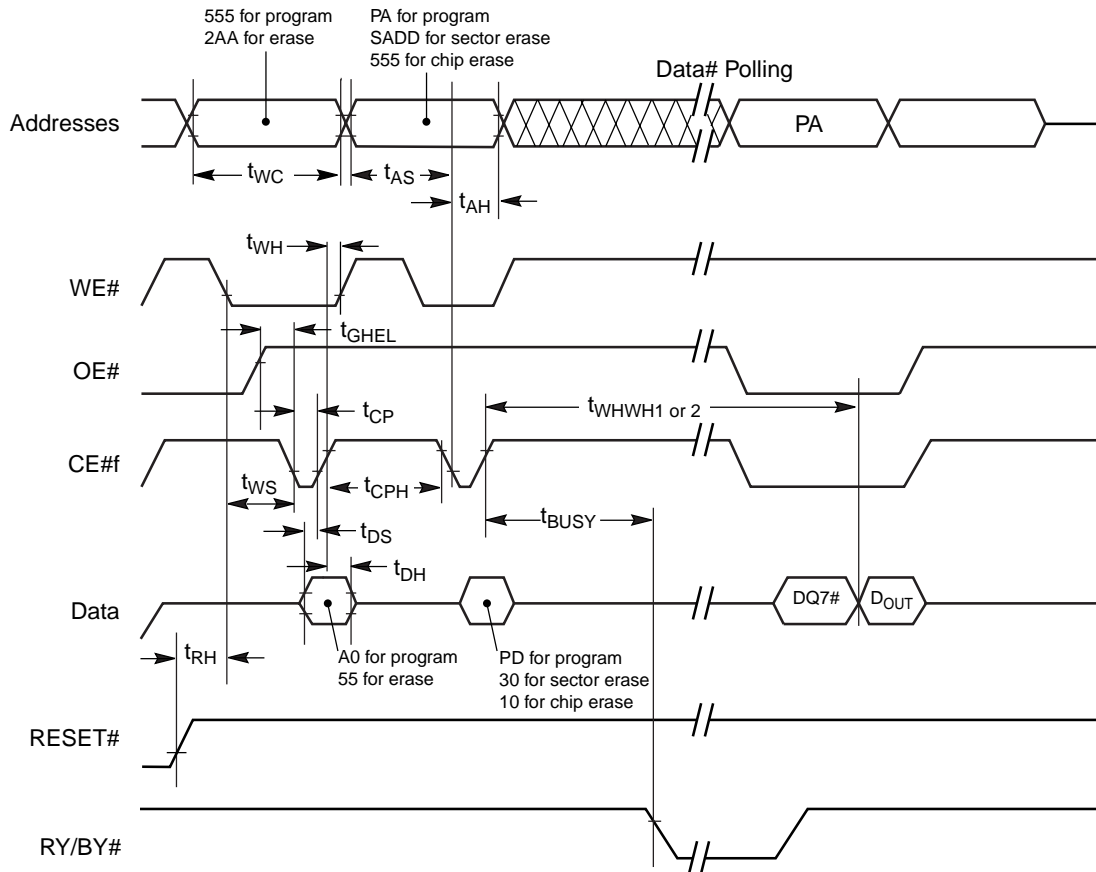 555 for program
2AA for erase
PA for program
SADD for sector erase
555 for chip erase
Data# Polling
Addresses
PA
tWC
tAS
tAH
tWH
WE#
tGHEL
OE#
tCP
tWHWH1 or 2
CE#f
tWS
tCPH
tDS
tBUSY
tDH
Data
DQ7#
DOUT
tRH
A0 for program
55 for erase
PD for program
30 for sector erase
10 for chip erase
RESET#
RY/BY#